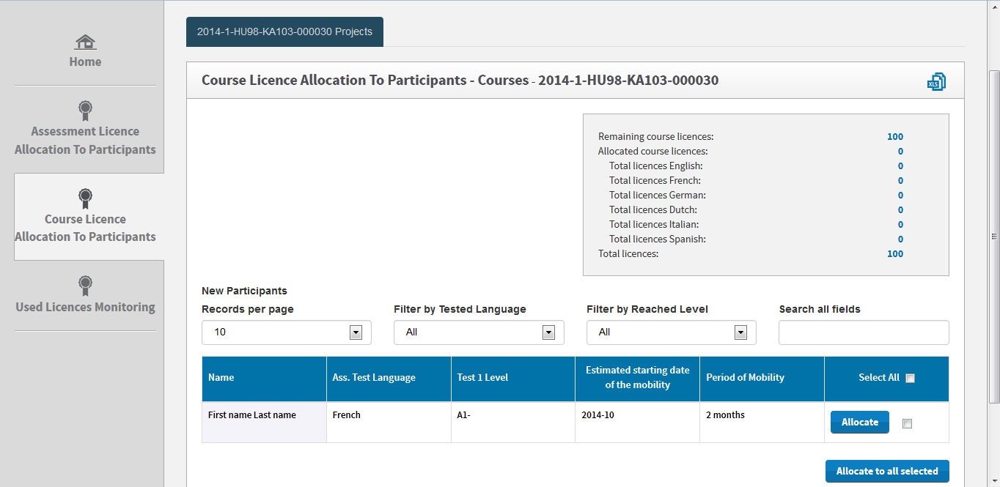 Home
Assessment Licence
Allocation To Participants
Course Licence
Allocation To Participants
Used Licences Monitoring
2014-1-HU98-KA103-000030 Projects
Course Licence Allocation To Participants - Courses - 2014-1-HU98-KA103-000030
XLS
Remaining course licences: 100
Allocated course licences: 0
Total licences English: 0
Total licences French: 0
Total licences German: 0
Total licences Dutch: 0
Total licences Italian: 0
Total licences Spanish: 0
Total licences: 100
New Participants
Records per page Filter by Tested Language Filter by Reached Level Search all fields
10 All All
Name Ass. Test Language Test 1 Level Estimated starting date of the mobility Period of Mobility Select All
First name Last name French A1- 2014-10 2 months Allocate
Allocate to all selected